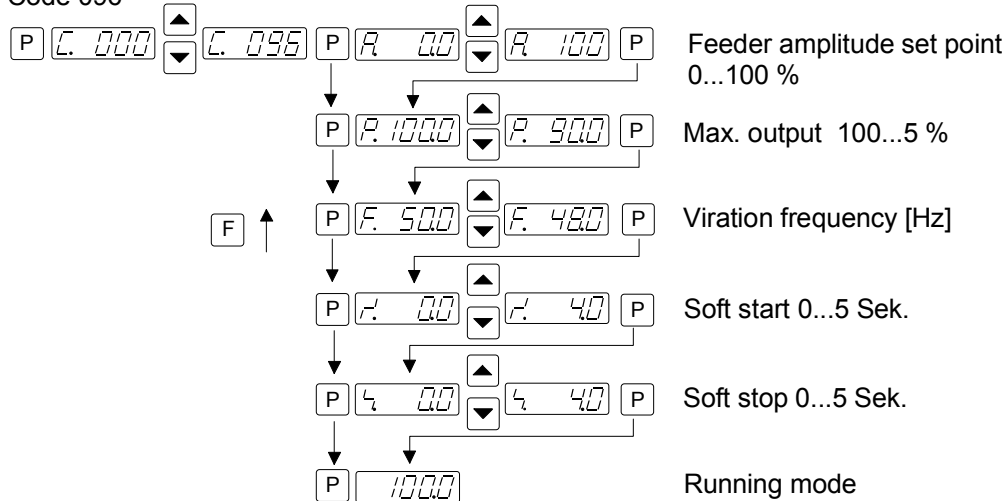 Code 096
P C. 000 C. 096 P A. 0.0 A. 10.0 P Feeder amplitude set point
0...100 %
P P. 100.0 P. 90.0 P Max. output 100...5 %
F P F. 50.0 F. 48.0 P Viration frequency [Hz]
P 0.0 4.0 P Soft start 0...5 Sek.
P 0.0 4.0 P Soft stop 0...5 Sek.
P 100.0 Running mode